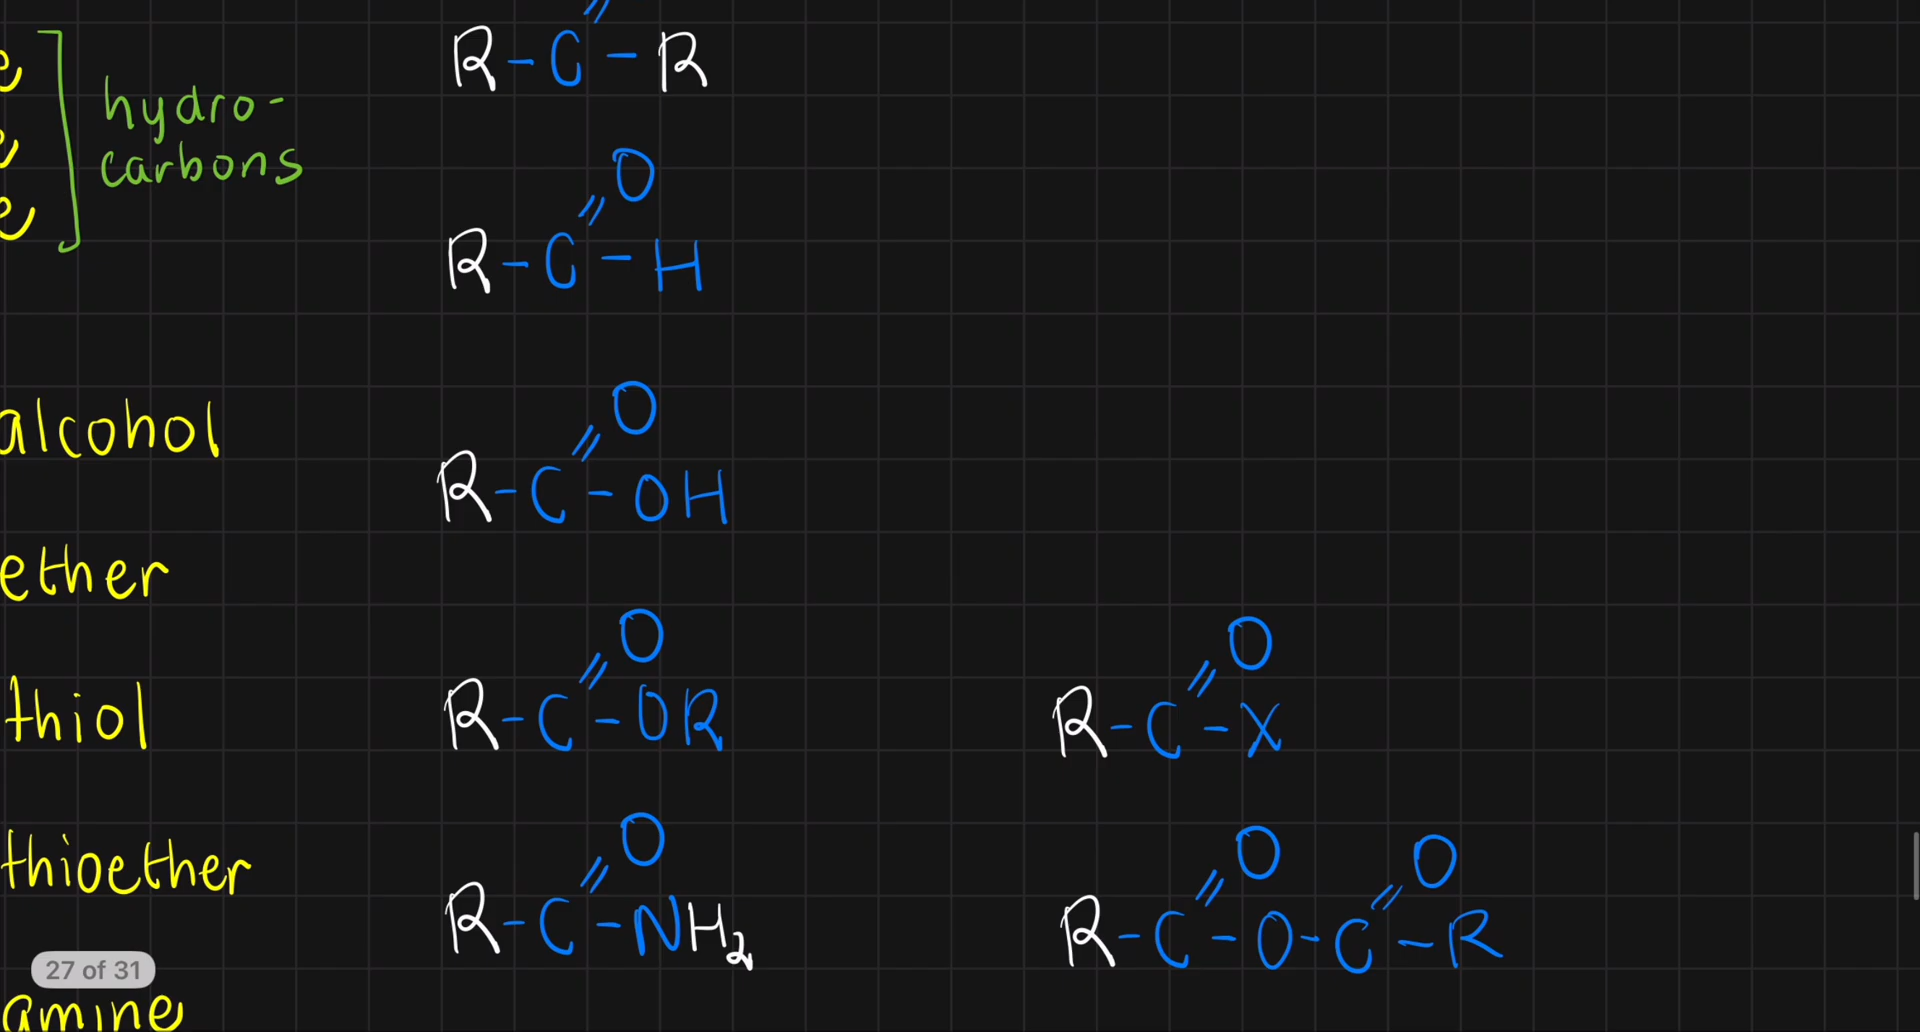 R-C-R
hydro-
carbons
O
R-C-H
alcohol
O
R-C-OH
ether
O
R-C-OR
thiol
O
R-C-X
thioether
O
R-C-NH₂
O O
R-C-O-C-R
27 of 31
amine